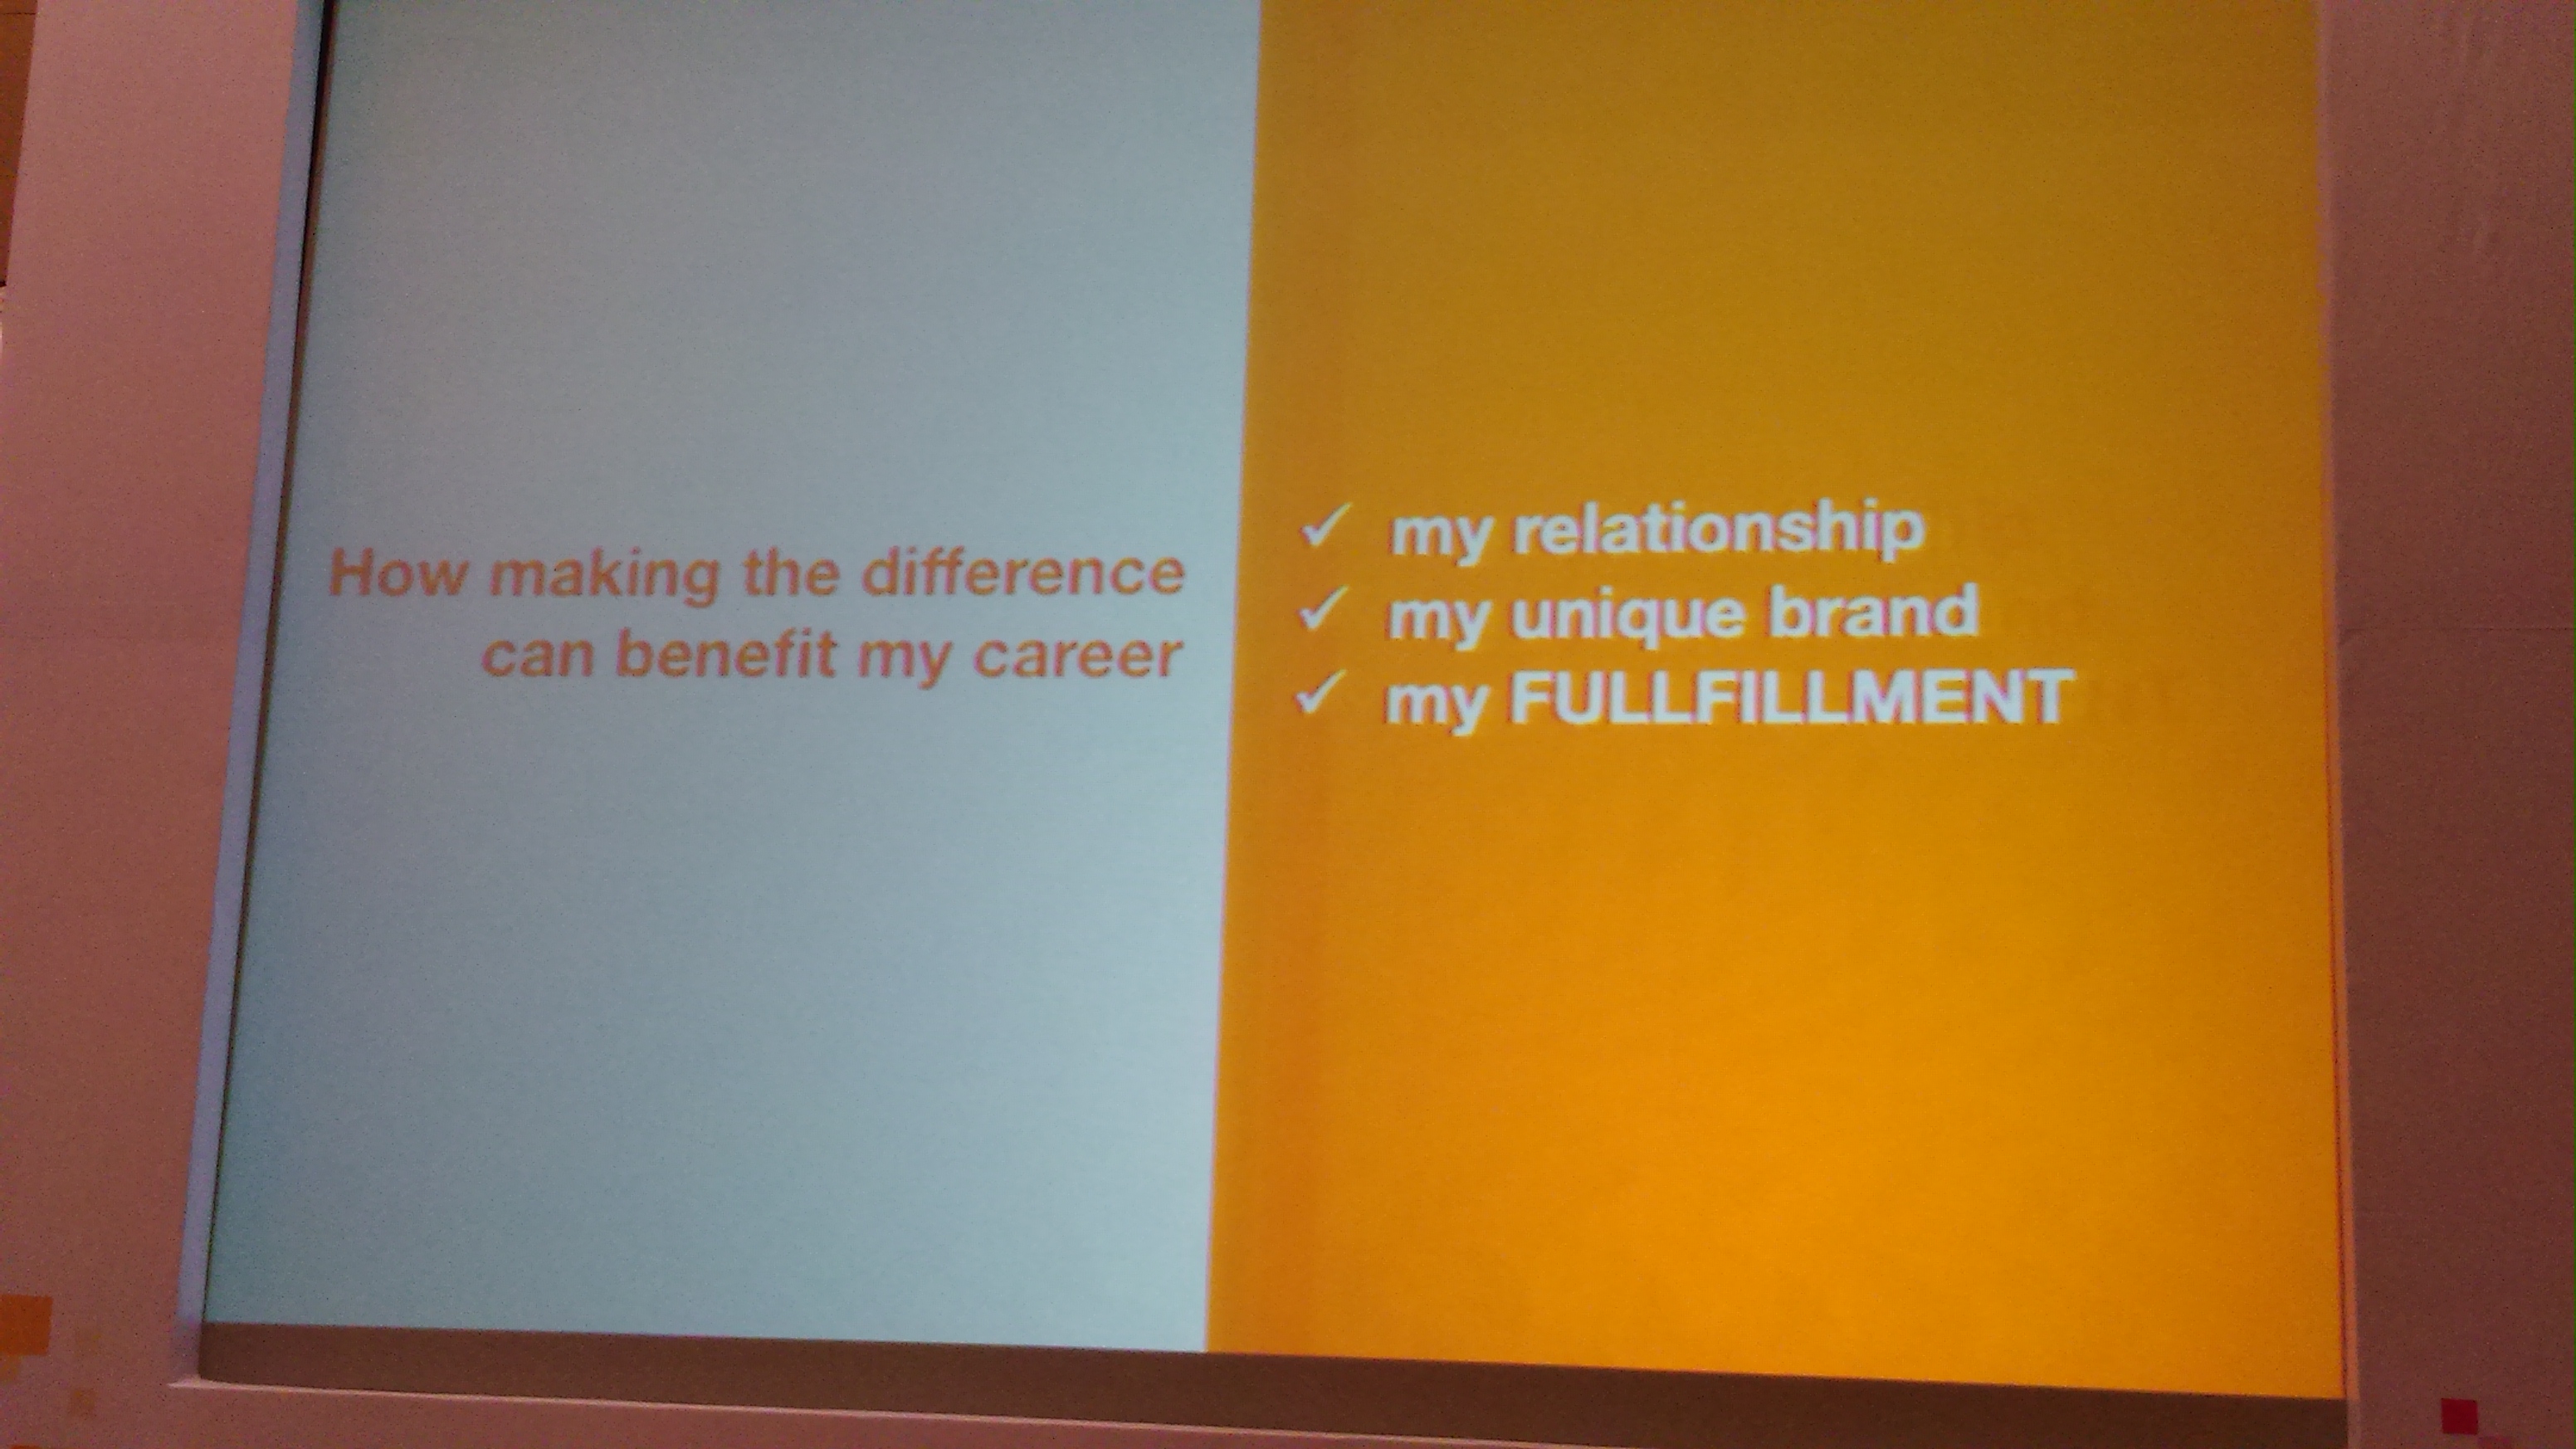 How making the difference
can benefit my career
✓ my relationship
✓ my unique brand
✓ my FULLFILLMENT